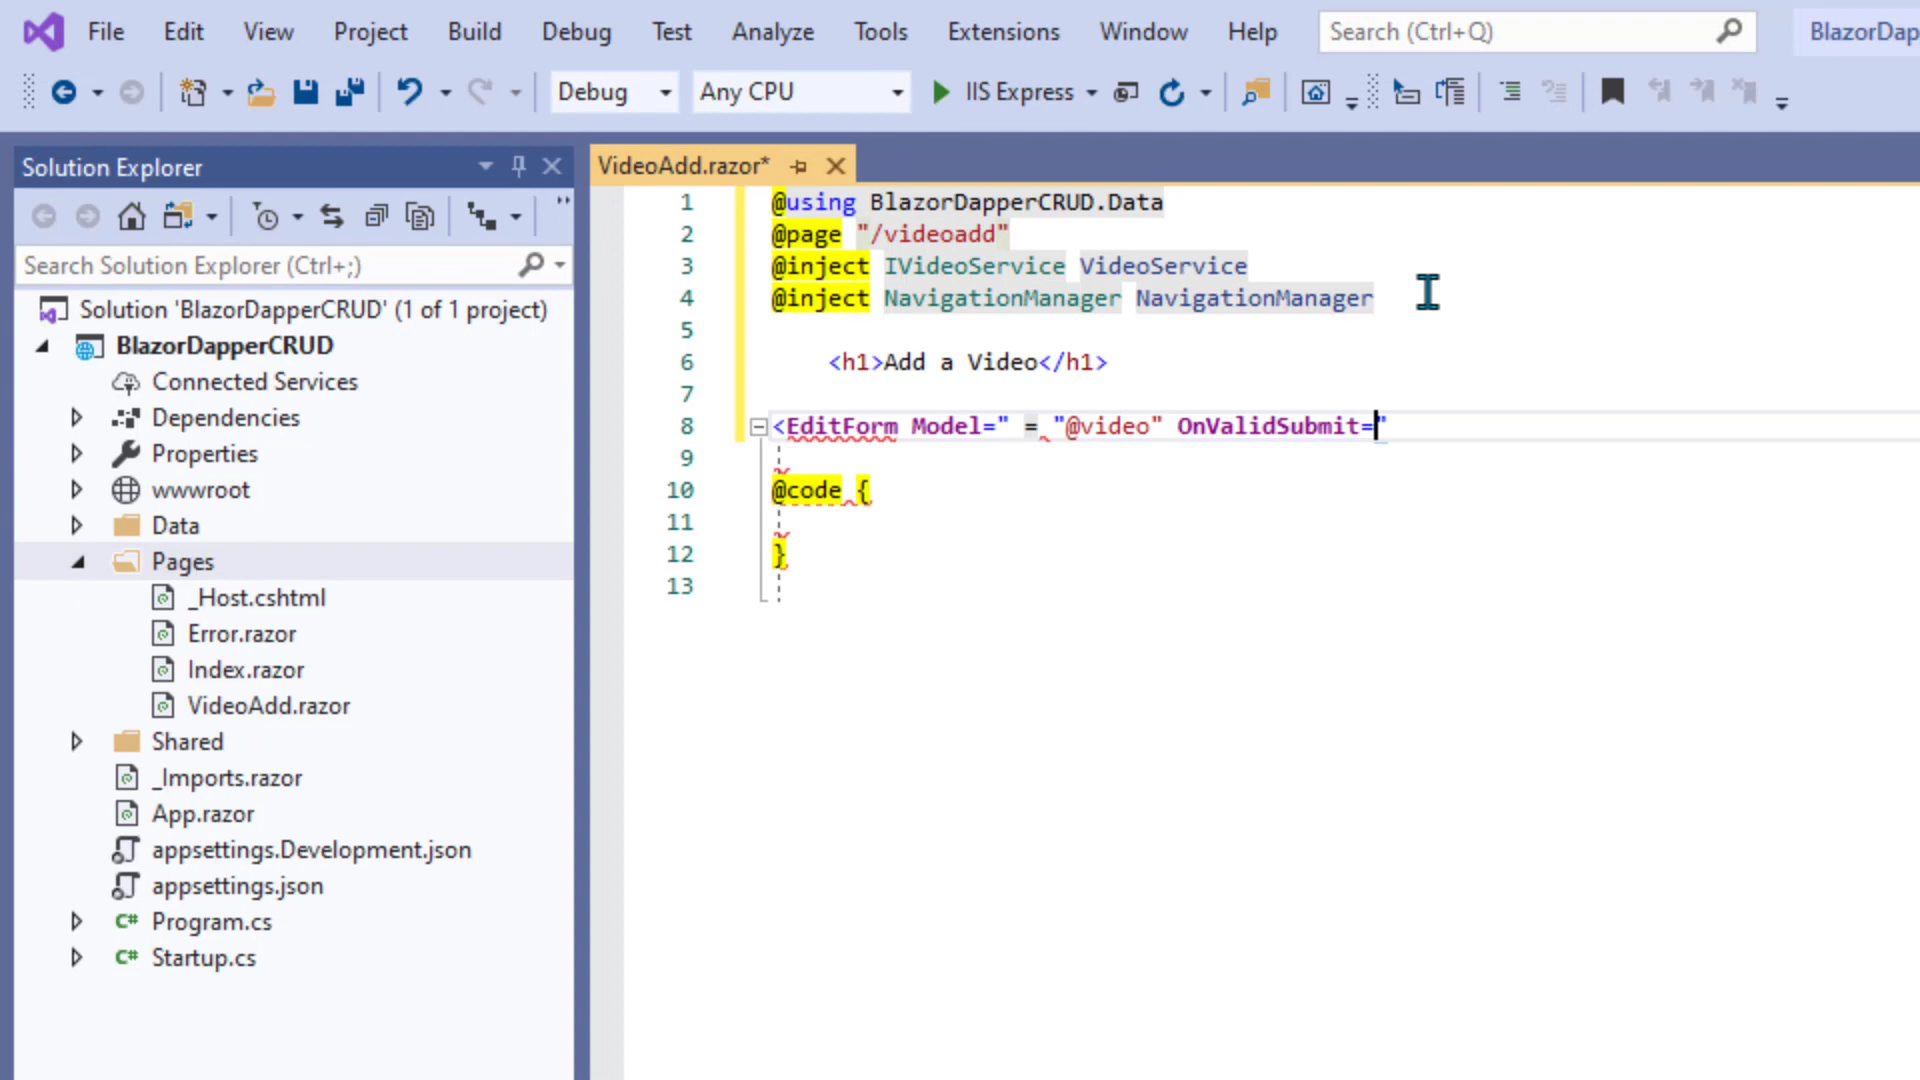 File Edit View Project Build Debug Test Analyze Tools Extensions Window Help Search (Ctrl+Q) BlazorDap
Debug Any CPU IIS Express
Solution Explorer
Search Solution Explorer (Ctrl+;)
Solution 'BlazorDapperCRUD' (1 of 1 project)
BlazorDapperCRUD
Connected Services
Dependencies
Properties
wwwroot
Data
Pages
_Host.cshtml
Error.razor
Index.razor
VideoAdd.razor
Shared
_Imports.razor
App.razor
appsettings.Development.json
appsettings.json
C# Program.cs
C# Startup.cs
VideoAdd.razor*
1 @using BlazorDapperCRUD.Data
2 @page "/videoadd"
3 @inject IVideoService VideoService
4 @inject NavigationManager NavigationManager
5
6 <h1>Add a Video</h1>
7
8 <EditForm Model=" = "@video" OnValidSubmit="
9
10 @code {
11
12 }
13